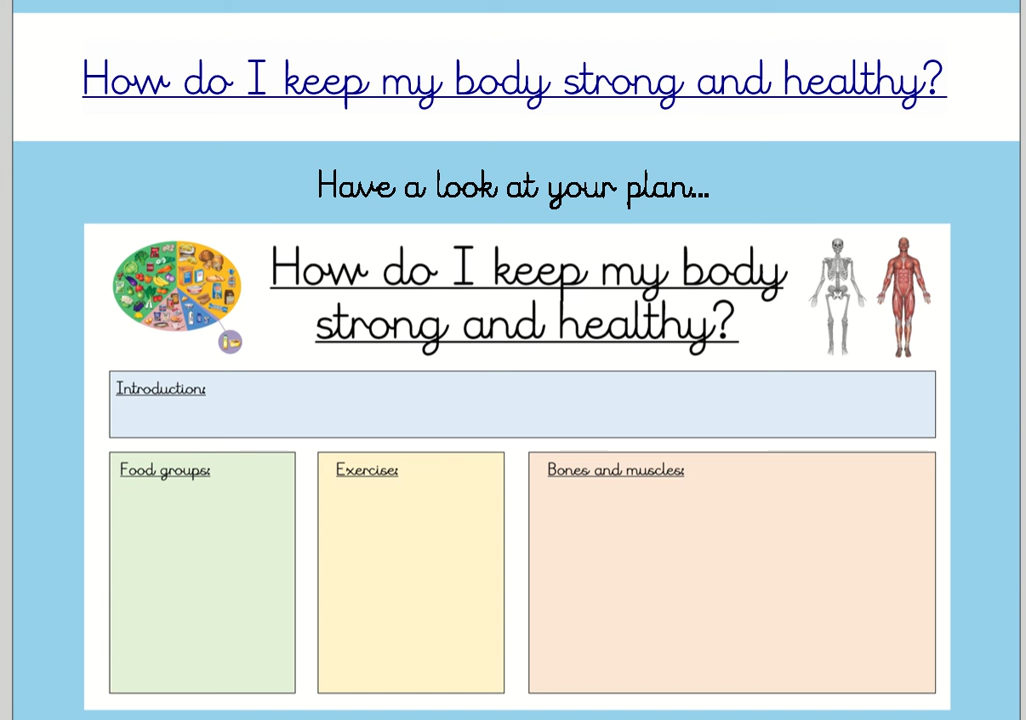 How do I keep my body strong and healthy?
Have a look at your plan...
How do I keep my body
strong and healthy?
Introduction:
Food groups:
Exercise:
Bones and muscles: